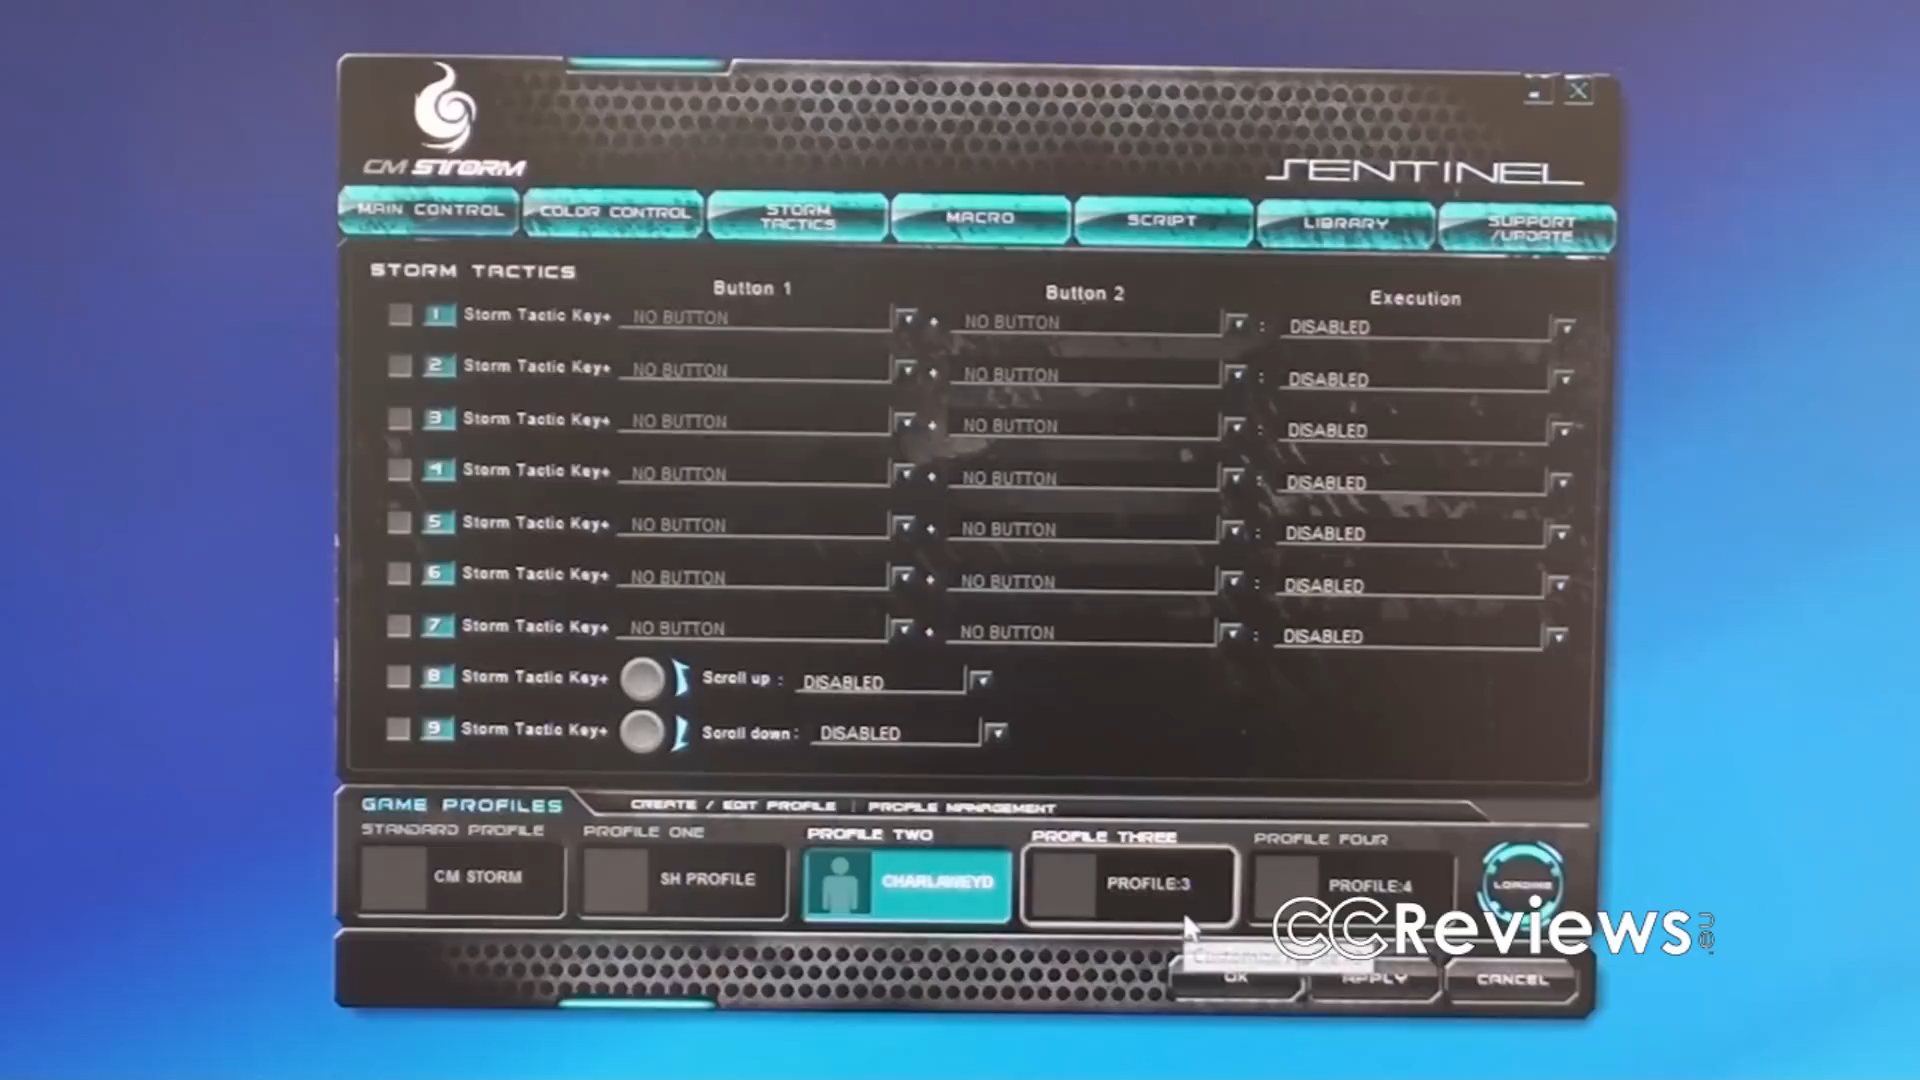 CM STORM
SENTINEL
MAIN CONTROL
COLOR CONTROL
STORM TACTICS
MACRO
SCRIPT
LIBRARY
SUPPORT /UPDATE
STORM TACTICS
Button 1
Button 2
Execution
1 Storm Tactic Key+ NO BUTTON + NO BUTTON : DISABLED
2 Storm Tactic Key+ NO BUTTON + NO BUTTON : DISABLED
3 Storm Tactic Key+ NO BUTTON + NO BUTTON DISABLED
4 Storm Tactic Key+ NO BUTTON + NO BUTTON : DISABLED
5 Storm Tactic Key+ NO BUTTON + NO BUTTON : DISABLED
6 Storm Tactic Key+ NO BUTTON + NO BUTTON : DISABLED
7 Storm Tactic Key+ NO BUTTON + NO BUTTON : DISABLED
8 Storm Tactic Key+ Scroll up : DISABLED
9 Storm Tactic Key+ Scroll down : DISABLED
GAME PROFILES
CREATE / EDIT PROFILE | PROFILE MANAGEMENT
STANDARD PROFILE
PROFILE ONE
PROFILE TWO
PROFILE THREE
PROFILE FOUR
CM STORM
SH PROFILE
CHARLAWEYD
PROFILE:3
PROFILE:4
LOADING
CCReviews
OK
APPLY
CANCEL